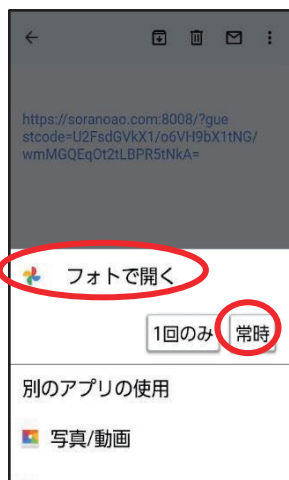 https://soranoao.com:8008/?gue
stcode=U2FsdGVkX1/o6VH9bX1tNG/
wmMGQEqOt2tLBPR5tNkA=
フォトで開く
1回のみ 常時
別のアプリの使用
写真/動画